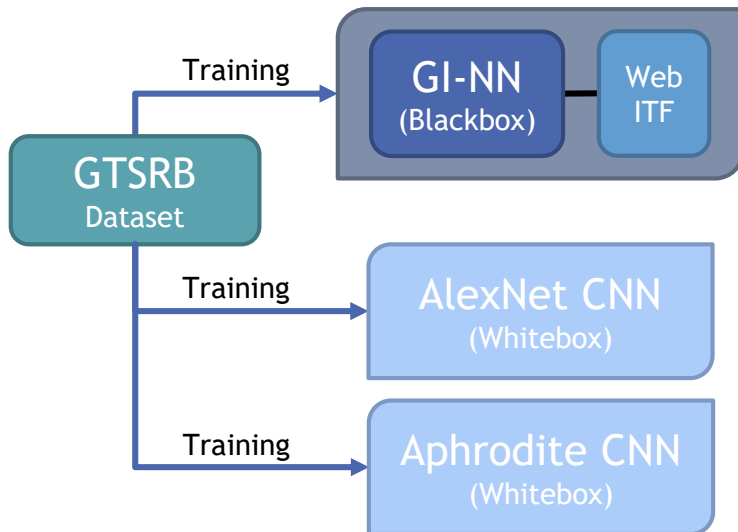 Training
GI-NN
(Blackbox)
Web
ITF
GTSRB
Dataset
Training
AlexNet CNN
(Whitebox)
Training
Aphrodite CNN
(Whitebox)